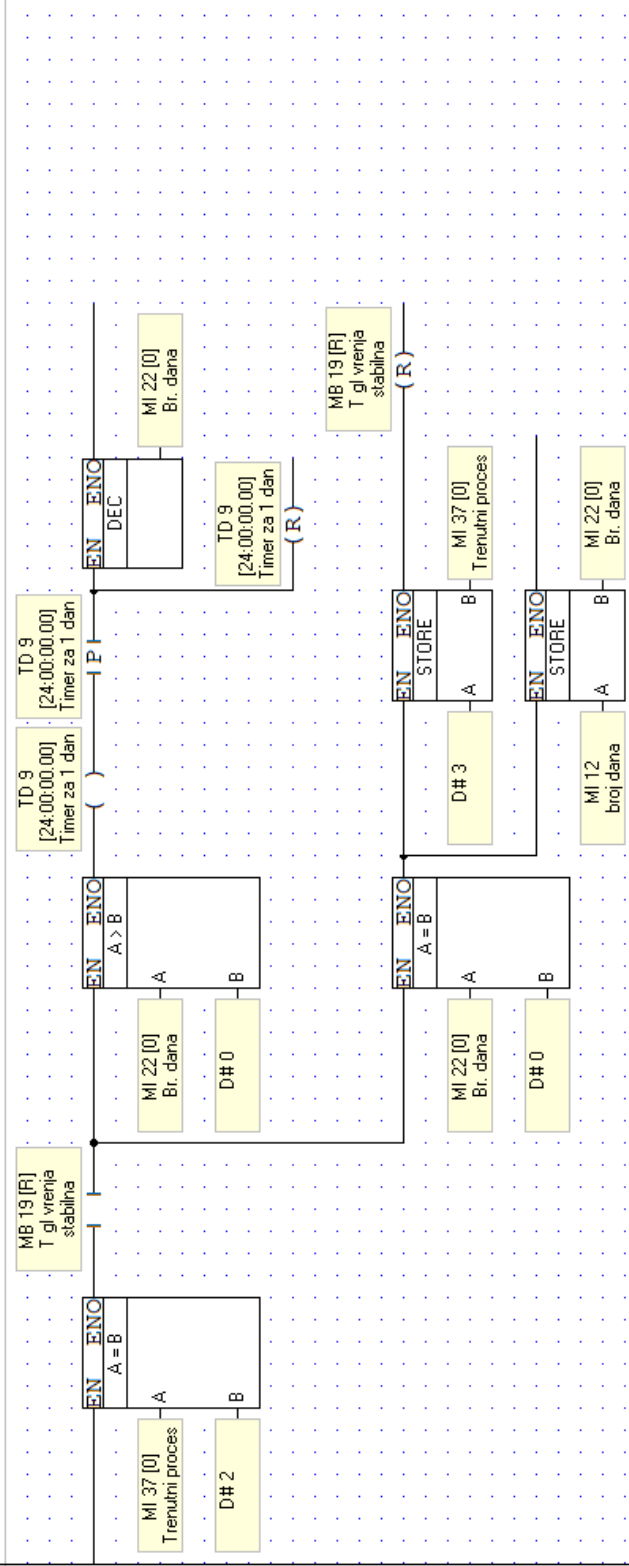 MI 37 [0]
Trenutni proces
D# 2
EN ENO
A = B
A
B
MB 19 [R]
T gl vrenja
stabilna
MI 22 [0]
Br. dana
D# 0
EN ENO
A > B
A
B
TD 9
[24:00:00.00]
Timer za 1 dan
( )
TD 9
[24:00:00.00]
Timer za 1 dan
P
EN ENO
DEC
MI 22 [0]
Br. dana
TD 9
[24:00:00.00]
Timer za 1 dan
(R)
MI 22 [0]
Br. dana
D# 0
EN ENO
A = B
A
B
D# 3
EN ENO
STORE
A B
MI 37 [0]
Trenutni proces
MB 19 [R]
T gl vrenja
stabilna
(R)
MI 12
broj dana
EN ENO
STORE
A B
MI 22 [0]
Br. dana